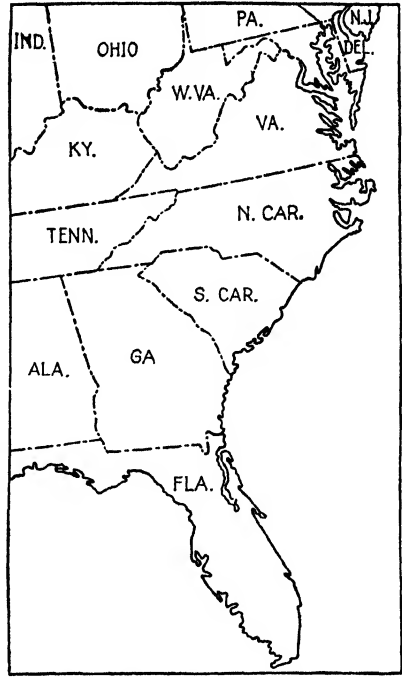 PA.
N.J.
IND.
OHIO
DEL.
W.VA.
VA.
KY.
N. CAR.
TENN.
S. CAR.
GA
ALA.
FLA.